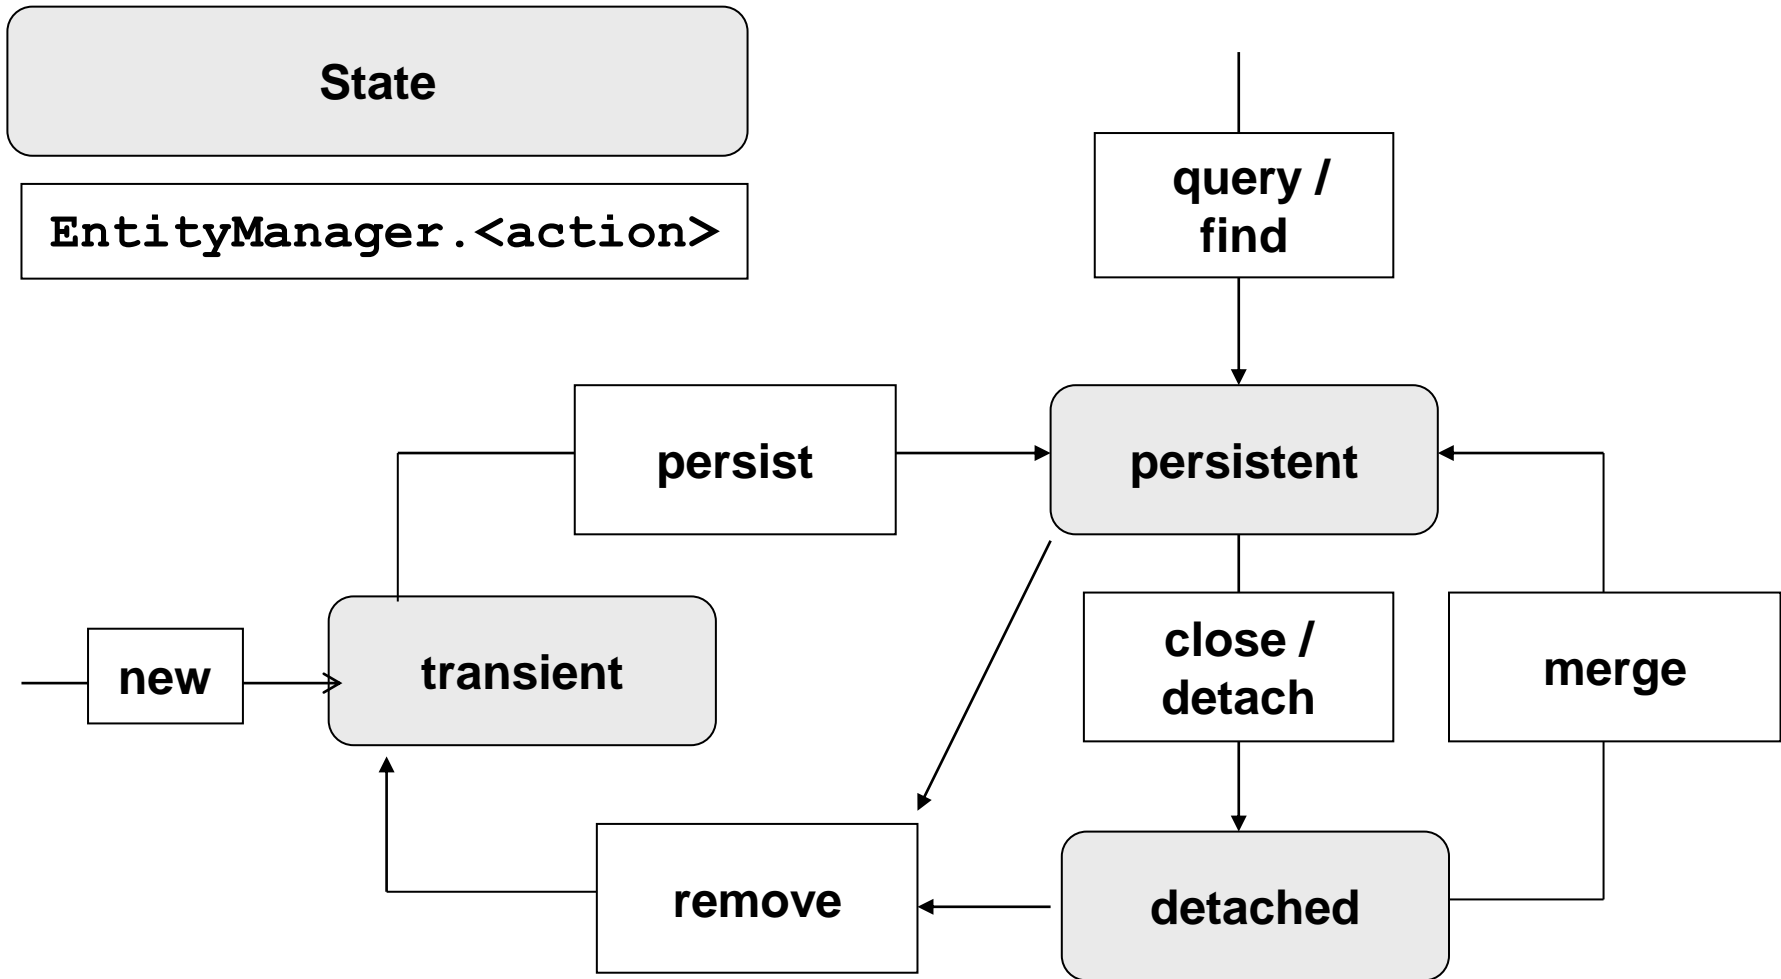 State
EntityManager.<action>
query /
find
persist
persistent
new
transient
close /
detach
merge
remove
detached